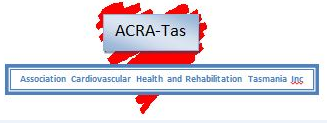 ACRA-Tas
Association Cardiovascular Health and Rehabilitation Tasmania Inc